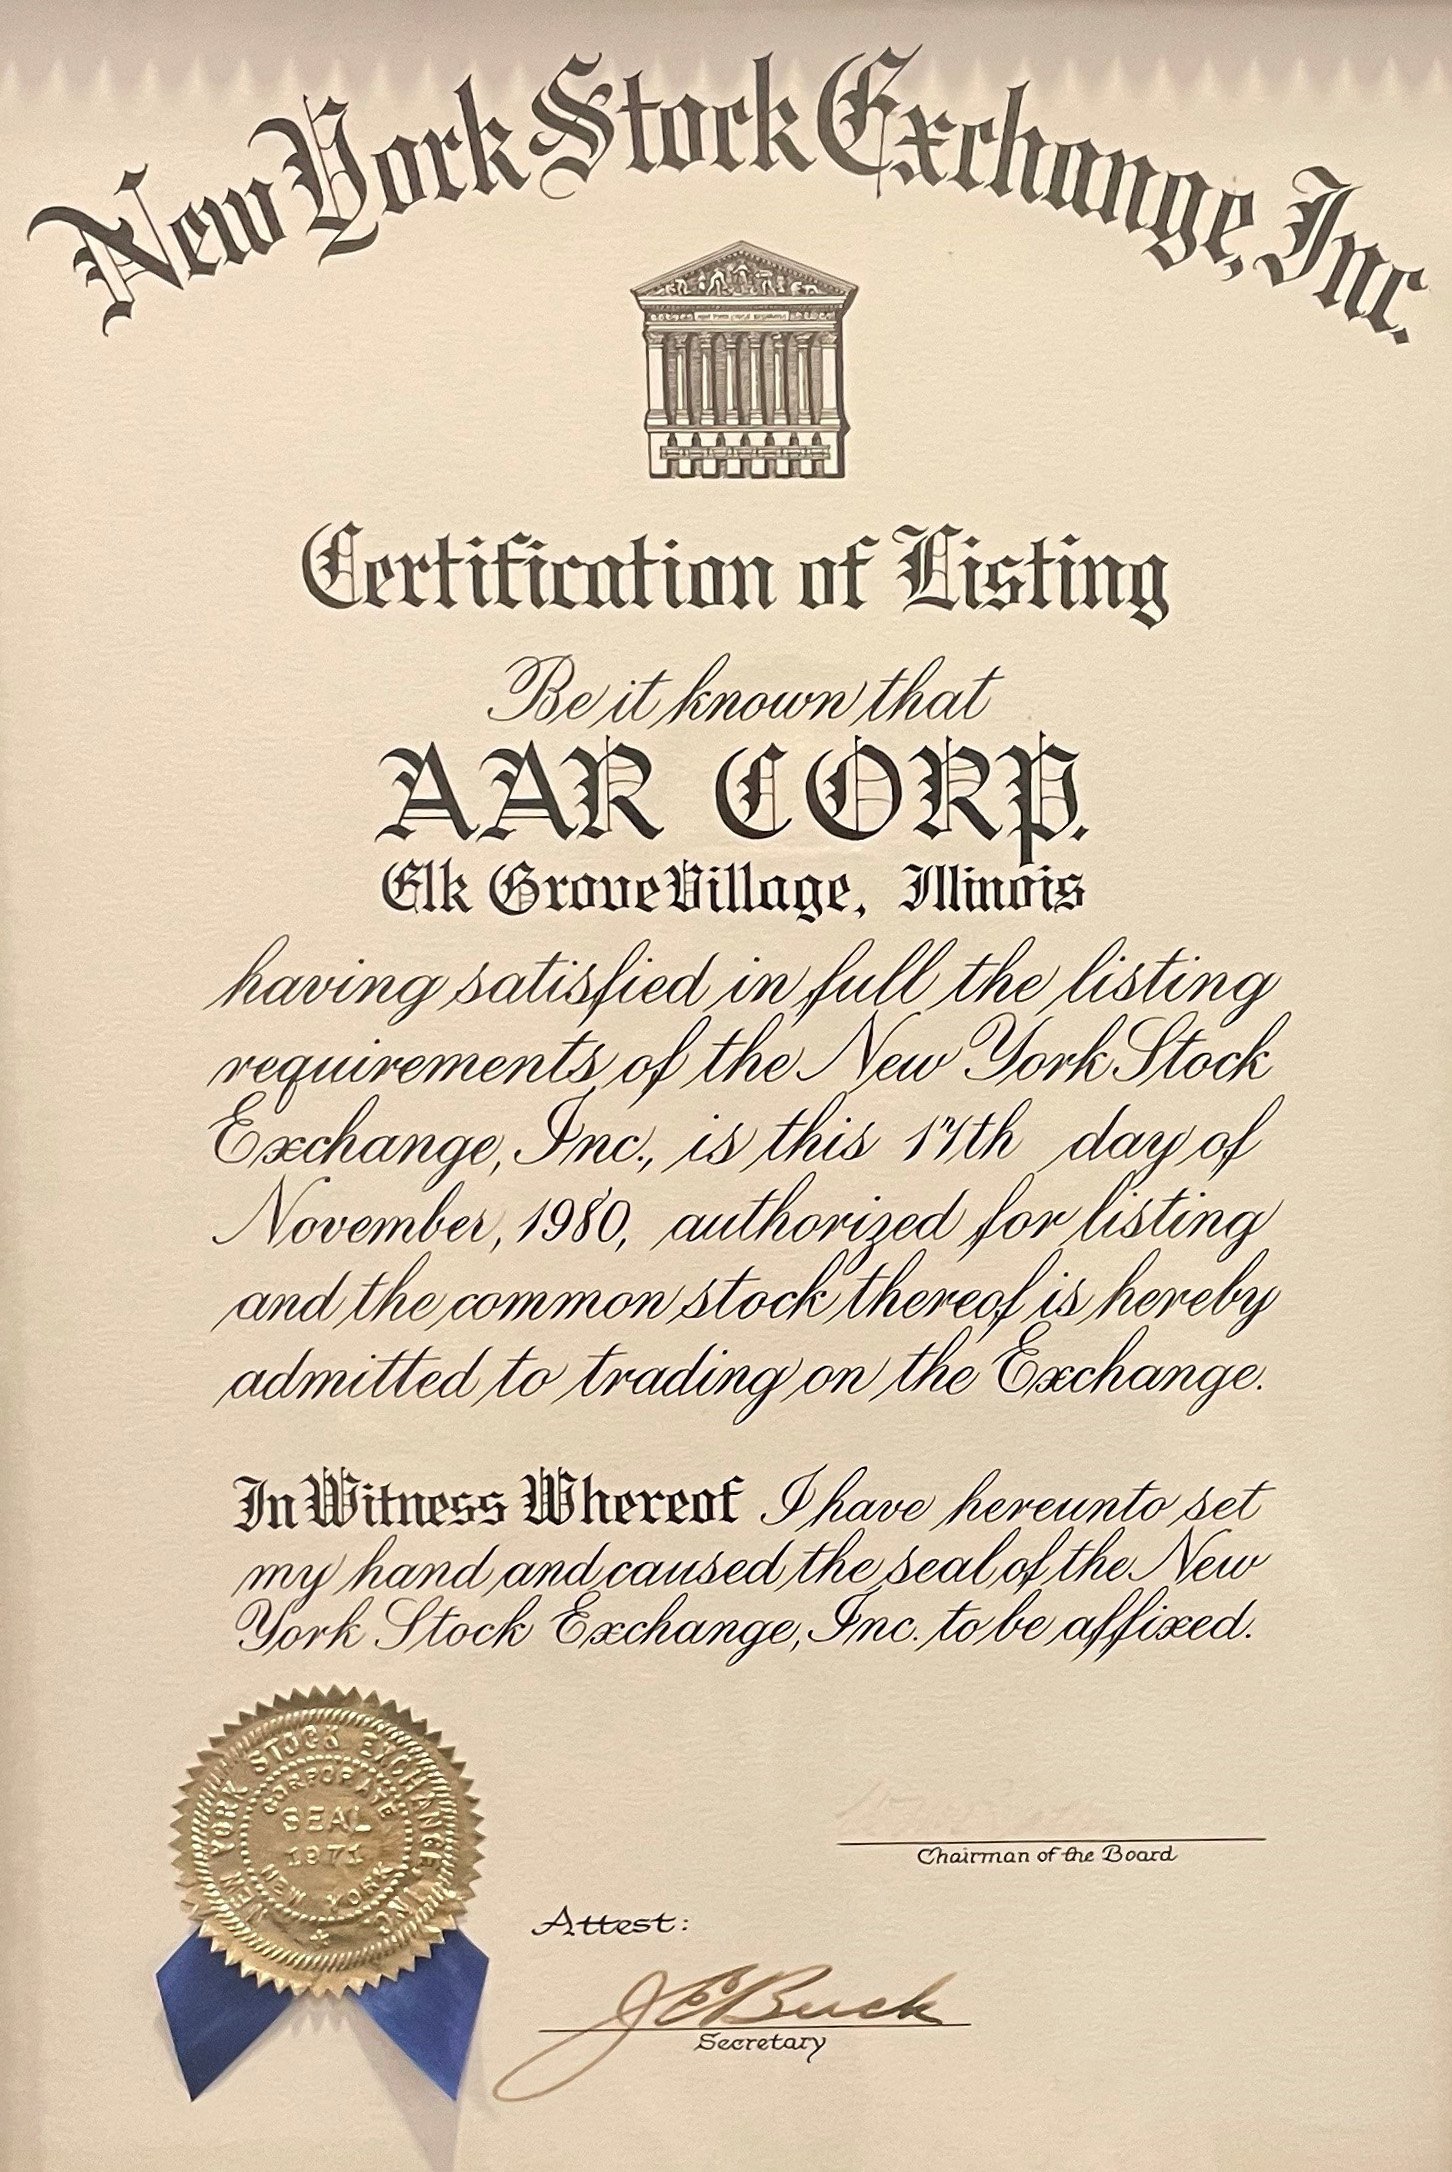 New York Stock Exchange, Inc.
Certification of Listing
Be it known that
AAR CORP.
Elk Grove Village, Illinois
having satisfied in full the listing
requirements of the New York Stock
Exchange, Inc., is this 17th day of
November, 1980, authorized for listing
and the common stock thereof is hereby
admitted to trading on the Exchange.
In Witness Whereof I have hereunto set
my hand and caused the seal of the New
York Stock Exchange, Inc. to be affixed.
NEW YORK STOCK EXCHANGE INC
CORPORATE
SEAL
1971
NEW YORK
Chairman of the Board
Attest:
J C Buck
Secretary